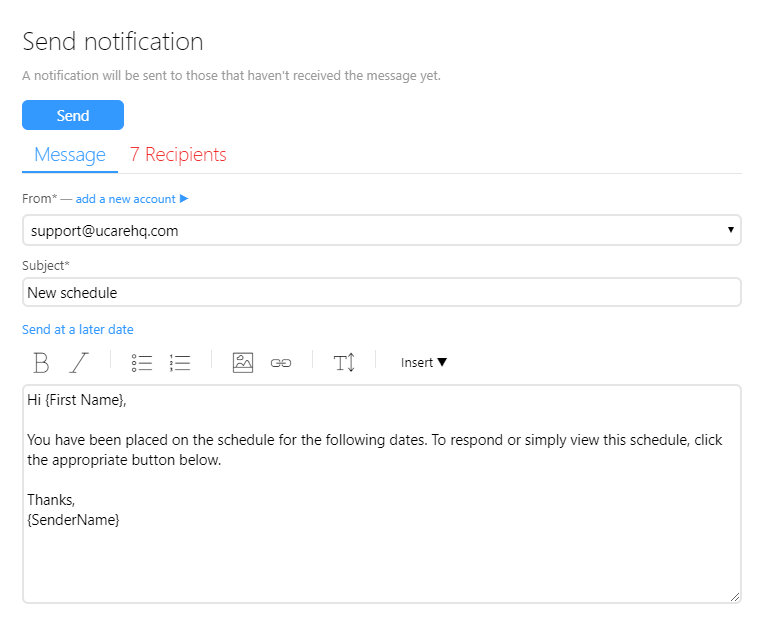 Send notification
A notification will be sent to those that haven't received the message yet.
Send
Message 7 Recipients
From* — add a new account ▶
support@ucarehq.com
Subject*
New schedule
Send at a later date
B I T Insert ▼
Hi {First Name},
You have been placed on the schedule for the following dates. To respond or simply view this schedule, click
the appropriate button below.
Thanks,
{SenderName}